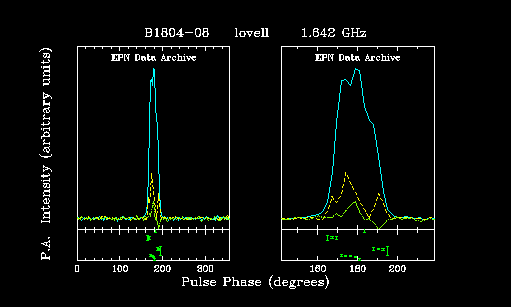 B1804-08 lovell 1.642 GHz
EPN Data Archive
EPN Data Archive
P.A. Intensity (arbitrary units)
0 100 200 300
160 180 200
Pulse Phase (degrees)